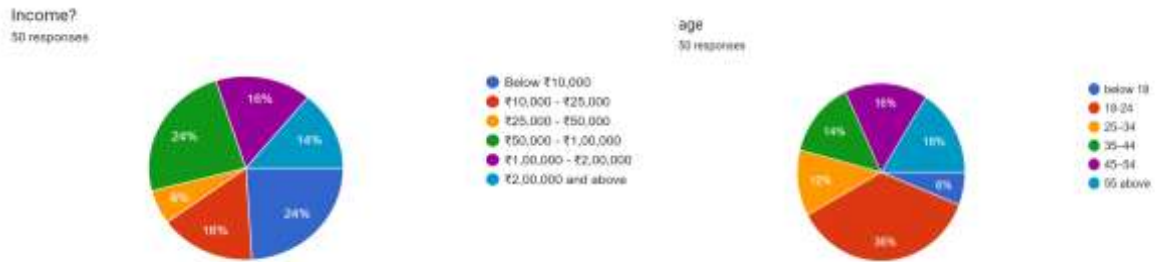 Income?
50 responses
16%
24%
14%
6%
16%
24%
Below ₹10,000
₹10,000 - ₹25,000
₹25,000 - ₹50,000
₹50,000 - ₹1,00,000
₹1,00,000 - ₹2,00,000
₹2,00,000 and above
age
50 responses
16%
14%
16%
12%
6%
36%
below 18
18-24
25–34
35–44
45–54
55 above